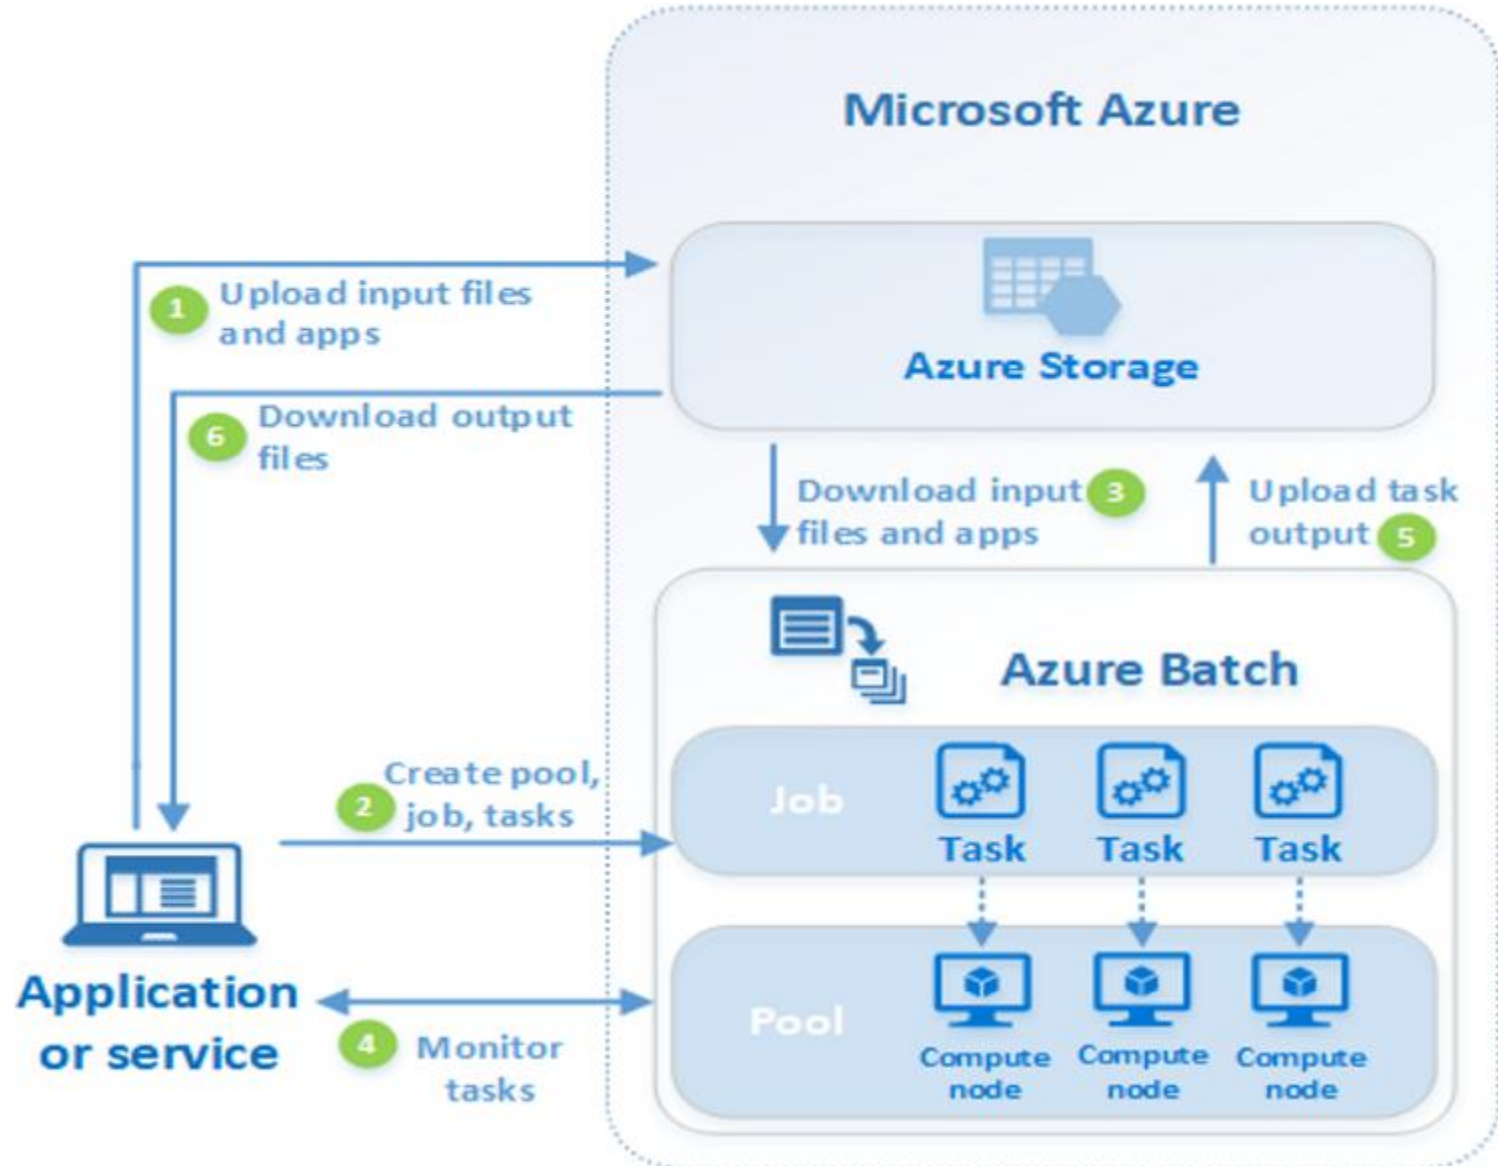 Microsoft Azure
Azure Storage
1
Upload input files
and apps
6
Download output
files
Download input 3
files and apps
Upload task
output 5
Azure Batch
2
Create pool,
job, tasks
Job
Task
Task
Task
Application
or service
4
Monitor
tasks
Pool
Compute
node
Compute
node
Compute
node